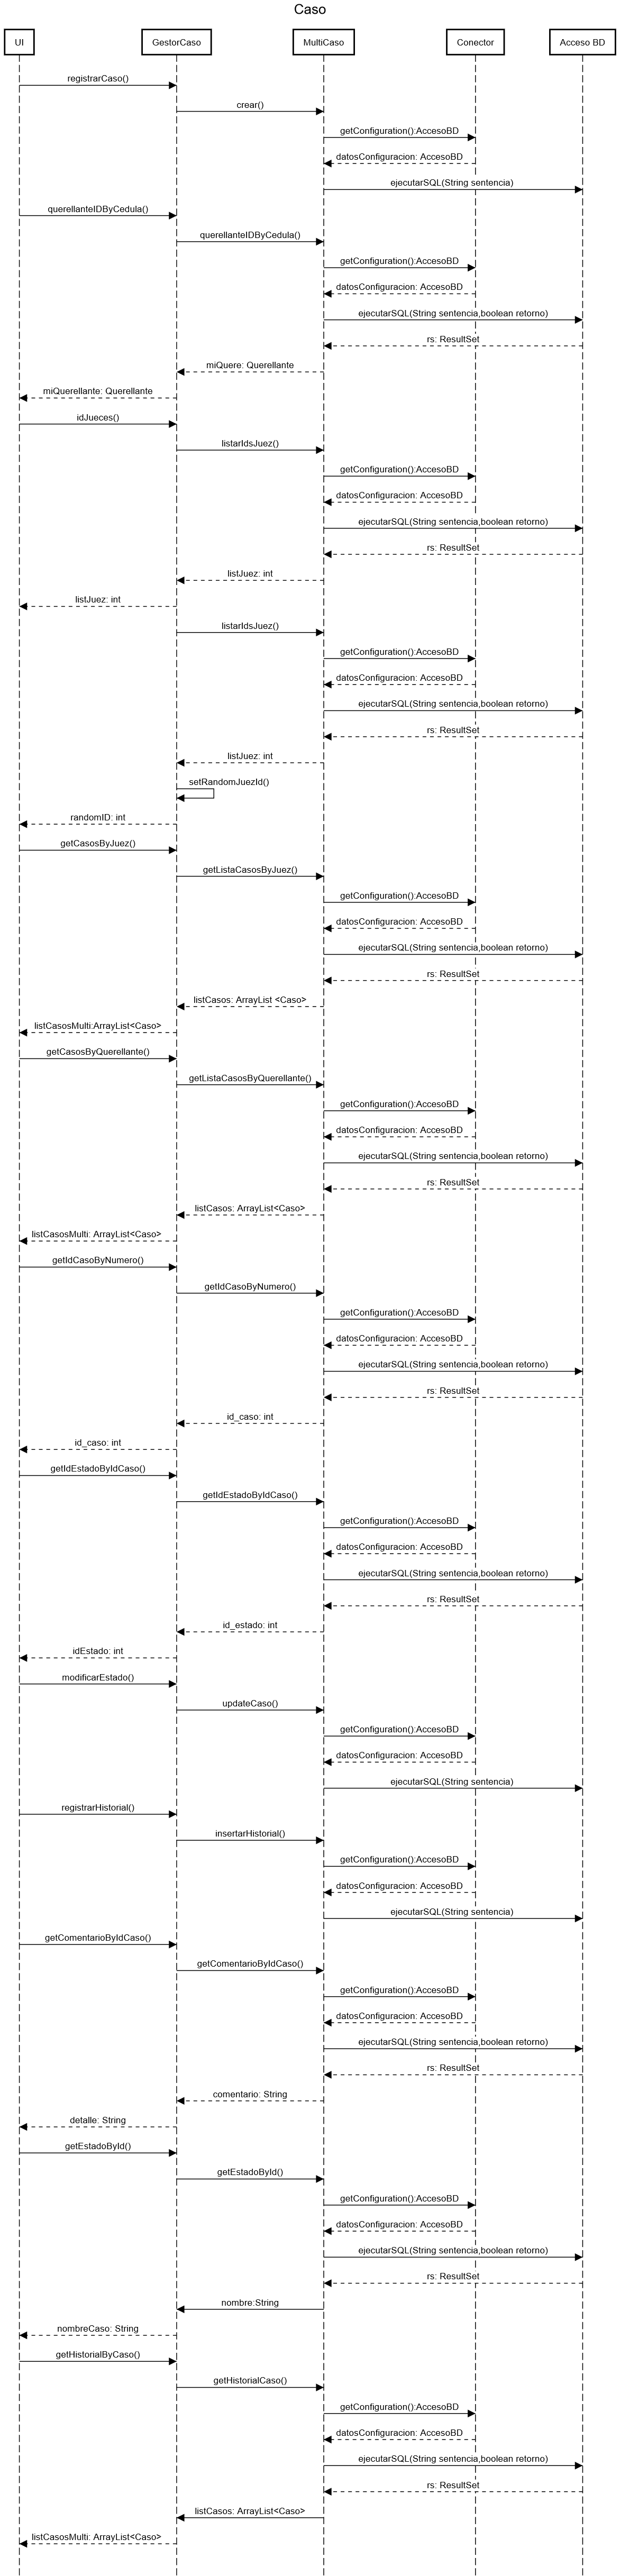 Caso
UI
GestorCaso
MultiCaso
Conector
Acceso BD
registrarCaso()
crear()
getConfiguration():AccesoBD
datosConfiguracion: AccesoBD
ejecutarSQL(String sentencia)
querellanteIDByCedula()
querellanteIDByCedula()
getConfiguration():AccesoBD
datosConfiguracion: AccesoBD
ejecutarSQL(String sentencia,boolean retorno)
rs: ResultSet
miQuere: Querellante
miQuerellante: Querellante
idJueces()
listarIdsJuez()
getConfiguration():AccesoBD
datosConfiguracion: AccesoBD
ejecutarSQL(String sentencia,boolean retorno)
rs: ResultSet
listJuez: int
listJuez: int
listarIdsJuez()
getConfiguration():AccesoBD
datosConfiguracion: AccesoBD
ejecutarSQL(String sentencia,boolean retorno)
rs: ResultSet
listJuez: int
setRandomJuezId()
randomID: int
getCasosByJuez()
getListaCasosByJuez()
getConfiguration():AccesoBD
datosConfiguracion: AccesoBD
ejecutarSQL(String sentencia,boolean retorno)
rs: ResultSet
listCasos: ArrayList <Caso>
listCasosMulti:ArrayList<Caso>
getCasosByQuerellante()
getListaCasosByQuerellante()
getConfiguration():AccesoBD
datosConfiguracion: AccesoBD
ejecutarSQL(String sentencia,boolean retorno)
rs: ResultSet
listCasos: ArrayList<Caso>
listCasosMulti: ArrayList<Caso>
getIdCasoByNumero()
getIdCasoByNumero()
getConfiguration():AccesoBD
datosConfiguracion: AccesoBD
ejecutarSQL(String sentencia,boolean retorno)
rs: ResultSet
id_caso: int
id_caso: int
getIdEstadoByIdCaso()
getIdEstadoByIdCaso()
getConfiguration():AccesoBD
datosConfiguracion: AccesoBD
ejecutarSQL(String sentencia,boolean retorno)
rs: ResultSet
id_estado: int
idEstado: int
modificarEstado()
updateCaso()
getConfiguration():AccesoBD
datosConfiguracion: AccesoBD
ejecutarSQL(String sentencia)
registrarHistorial()
insertarHistorial()
getConfiguration():AccesoBD
datosConfiguracion: AccesoBD
ejecutarSQL(String sentencia)
getComentarioByIdCaso()
getComentarioByIdCaso()
getConfiguration():AccesoBD
datosConfiguracion: AccesoBD
ejecutarSQL(String sentencia,boolean retorno)
rs: ResultSet
comentario: String
detalle: String
getEstadoById()
getEstadoById()
getConfiguration():AccesoBD
datosConfiguracion: AccesoBD
ejecutarSQL(String sentencia,boolean retorno)
rs: ResultSet
nombre:String
nombreCaso: String
getHistorialByCaso()
getHistorialCaso()
getConfiguration():AccesoBD
datosConfiguracion: AccesoBD
ejecutarSQL(String sentencia,boolean retorno)
rs: ResultSet
listCasos: ArrayList<Caso>
listCasosMulti: ArrayList<Caso>